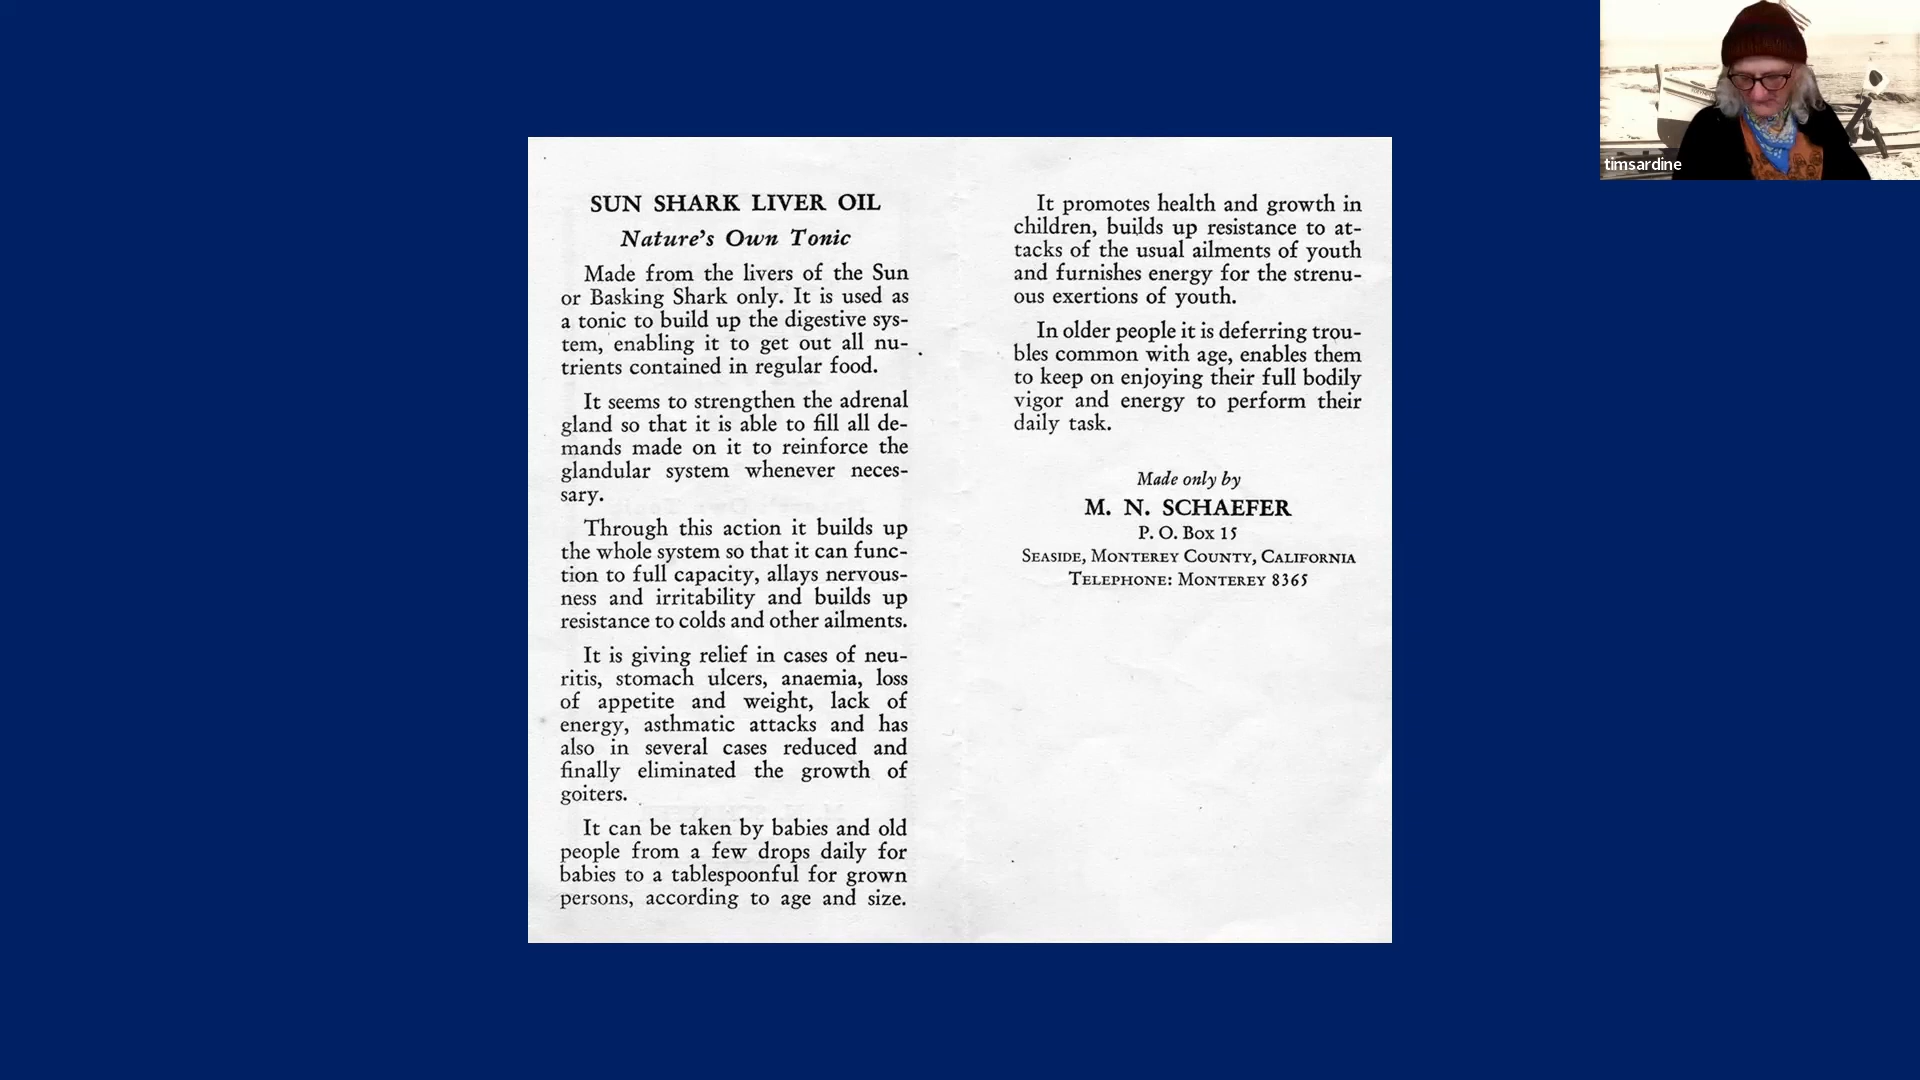 SUN SHARK LIVER OIL
Nature's Own Tonic
Made from the livers of the Sun
or Basking Shark only. It is used as
a tonic to build up the digestive sys-
tem, enabling it to get out all nu-
trients contained in regular food.
It seems to strengthen the adrenal
gland so that it is able to fill all de-
mands made on it to reinforce the
glandular system whenever neces-
sary.
Through this action it builds up
the whole system so that it can func-
tion to full capacity, allays nervous-
ness and irritability and builds up
resistance to colds and other ailments.
It is giving relief in cases of neu-
ritis, stomach ulcers, anaemia, loss
of appetite and weight, lack of
energy, asthmatic attacks and has
also in several cases reduced and
finally eliminated the growth of
goiters.
It can be taken by babies and old
people from a few drops daily for
babies to a tablespoonful for grown
persons, according to age and size.
It promotes health and growth in
children, builds up resistance to at-
tacks of the usual ailments of youth
and furnishes energy for the strenu-
ous exertions of youth.
In older people it is deferring trou-
bles common with age, enables them
to keep on enjoying their full bodily
vigor and energy to perform their
daily task.
Made only by
M. N. SCHAEFER
P. O. Box 15
SEASIDE, MONTEREY COUNTY, CALIFORNIA
TELEPHONE: MONTEREY 8365
timsardine